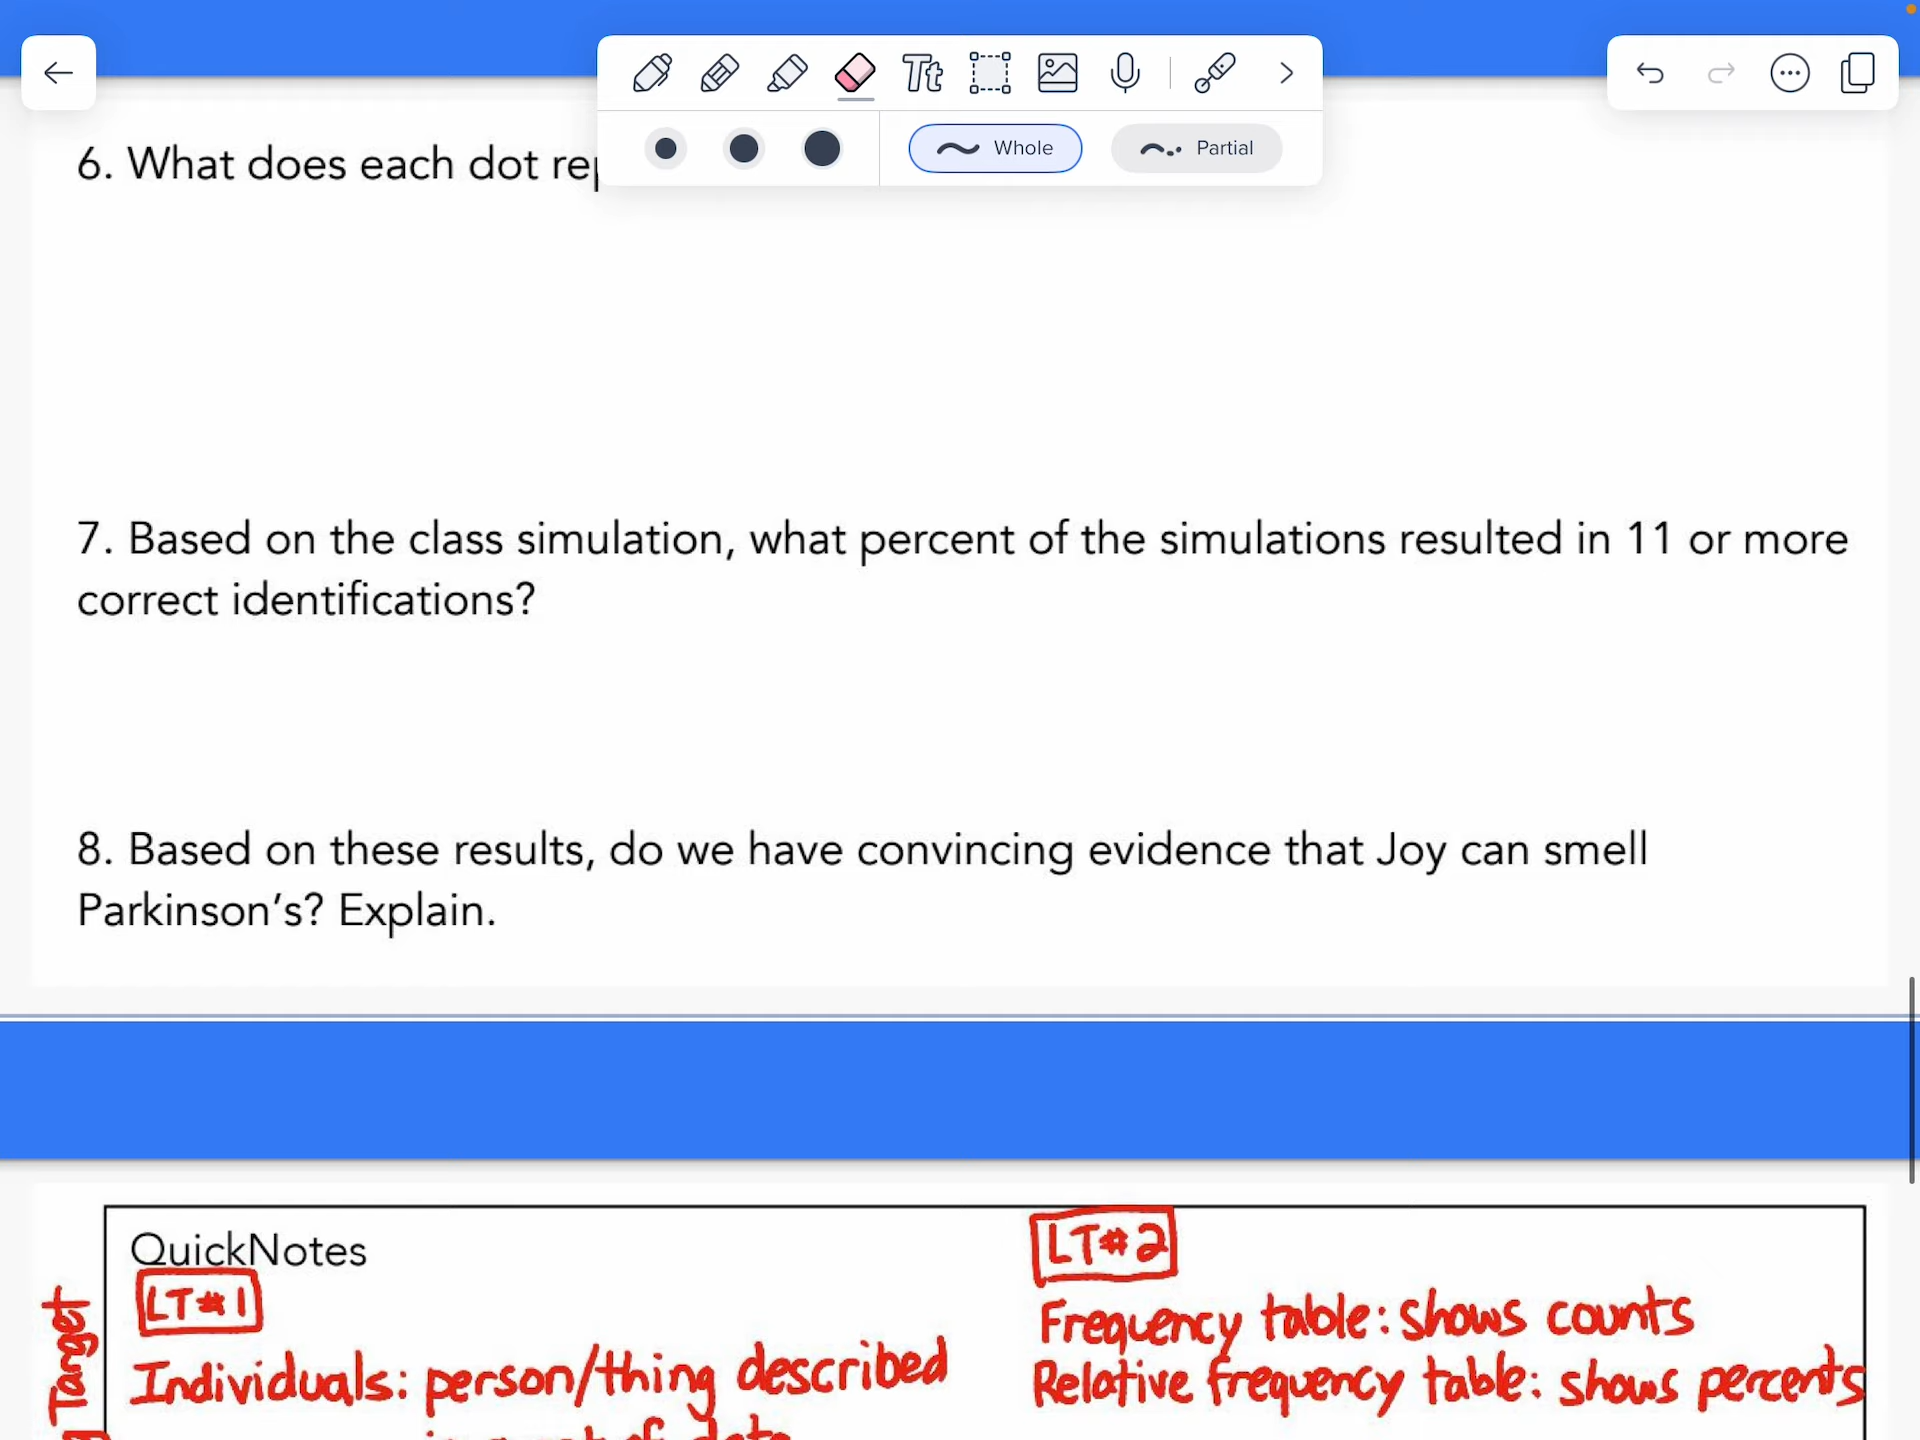 Whole
Partial
6. What does each dot
7. Based on the class simulation, what percent of the simulations resulted in 11 or more
correct identifications?
8. Based on these results, do we have convincing evidence that Joy can smell
Parkinson's? Explain.
QuickNotes
LT#1
Individuals: person/thing described
LT#2
Frequency table: shows counts
Relative frequency table: shows percents
Target